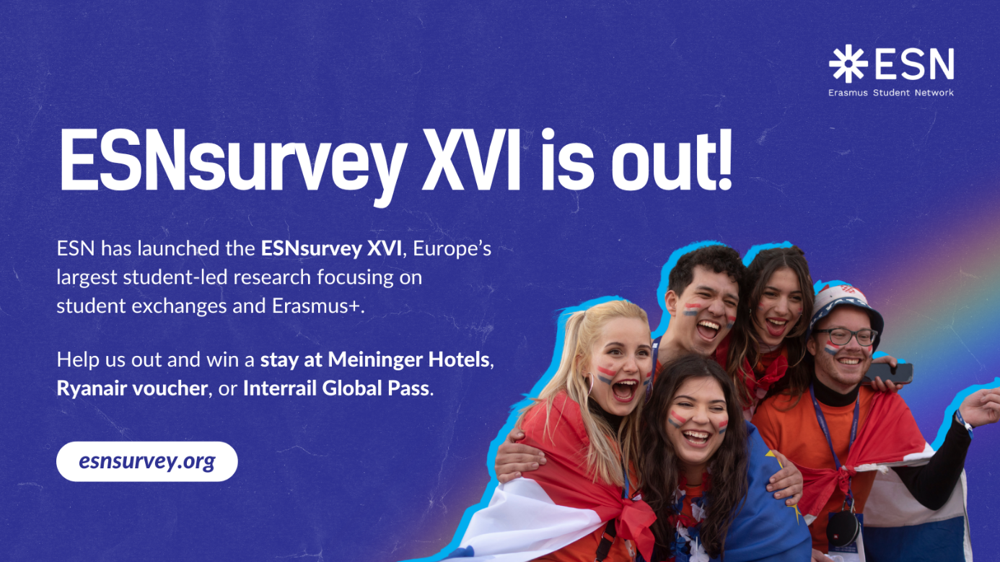 ESN
Erasmus Student Network
ESNsurvey XVI is out!
ESN has launched the ESNsurvey XVI, Europe’s
largest student-led research focusing on
student exchanges and Erasmus+.
Help us out and win a stay at Meininger Hotels,
Ryanair voucher, or Interrail Global Pass.
esnsurvey.org